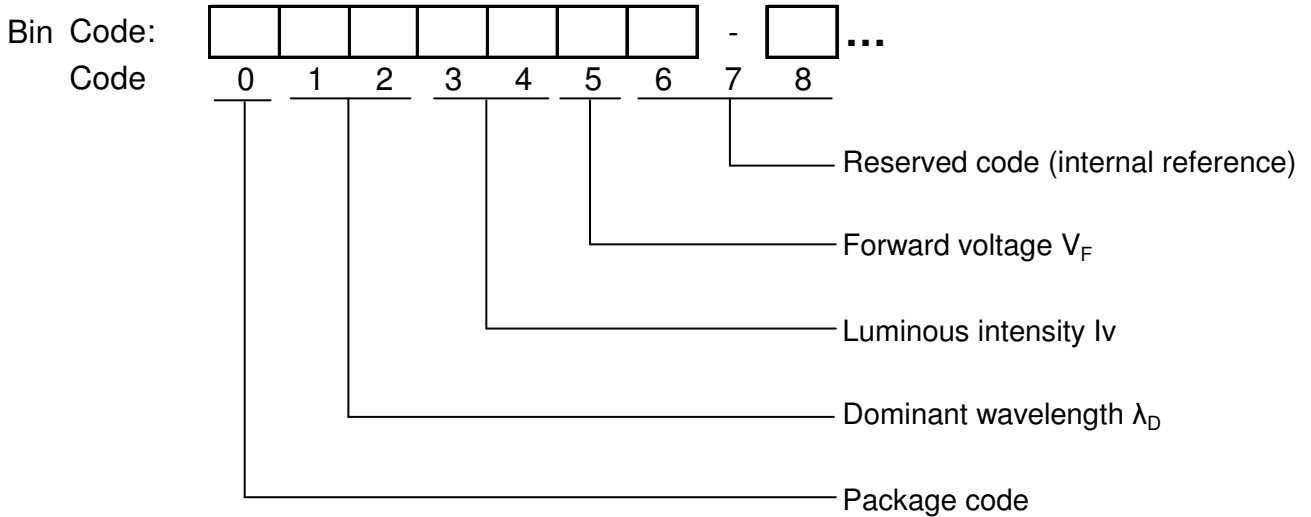 Bin Code: - ...
Code 0 1 2 3 4 5 6 7 8
Reserved code (internal reference)
Forward voltage VF
Luminous intensity Iv
Dominant wavelength λD
Package code